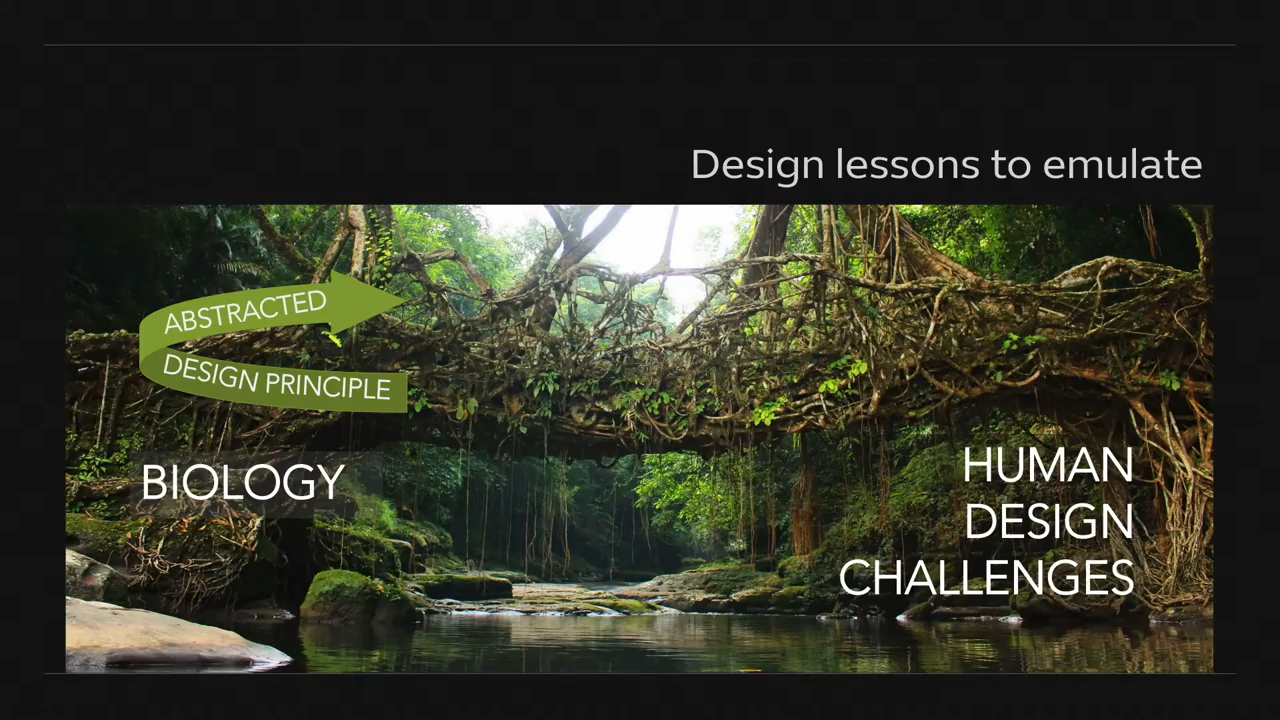 Design lessons to emulate
ABSTRACTED
DESIGN PRINCIPLE
BIOLOGY
HUMAN
DESIGN
CHALLENGES